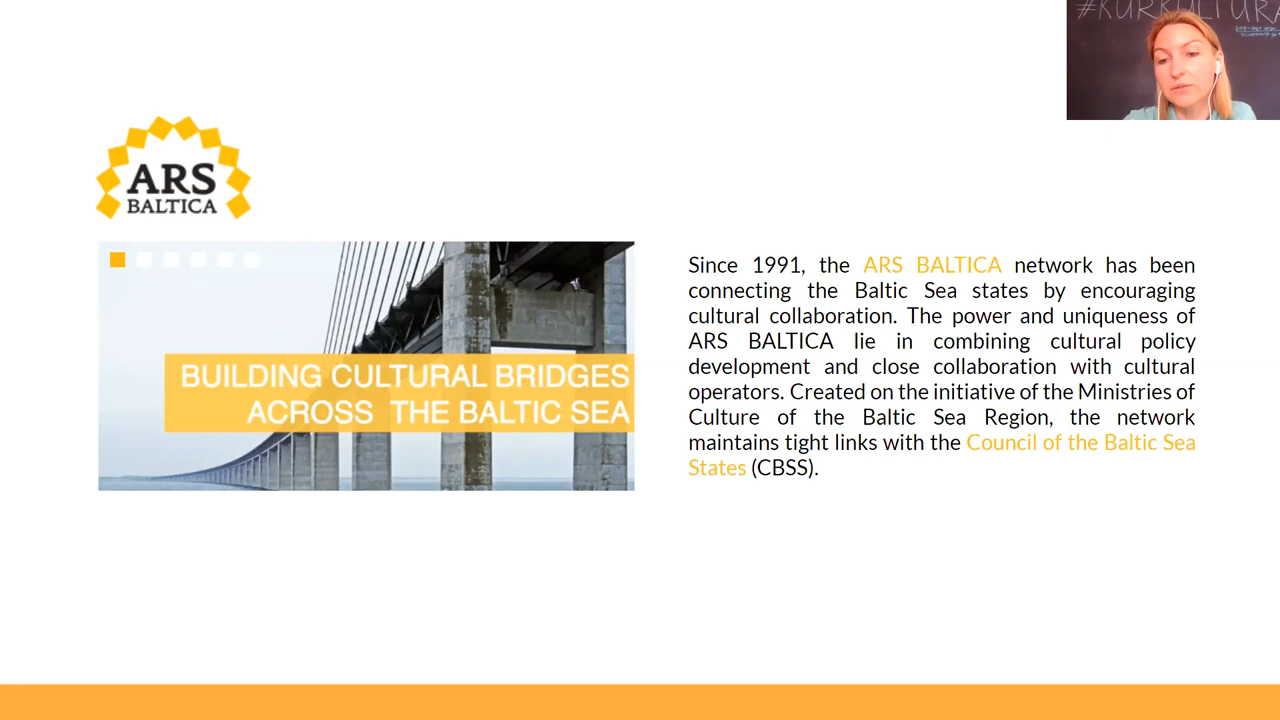 #KURKULTURA
ARS
BALTICA
BUILDING CULTURAL BRIDGES
ACROSS THE BALTIC SEA
Since 1991, the ARS BALTICA network has been
connecting the Baltic Sea states by encouraging
cultural collaboration. The power and uniqueness of
ARS BALTICA lie in combining cultural policy
development and close collaboration with cultural
operators. Created on the initiative of the Ministries of
Culture of the Baltic Sea Region, the network
maintains tight links with the Council of the Baltic Sea
States (CBSS).